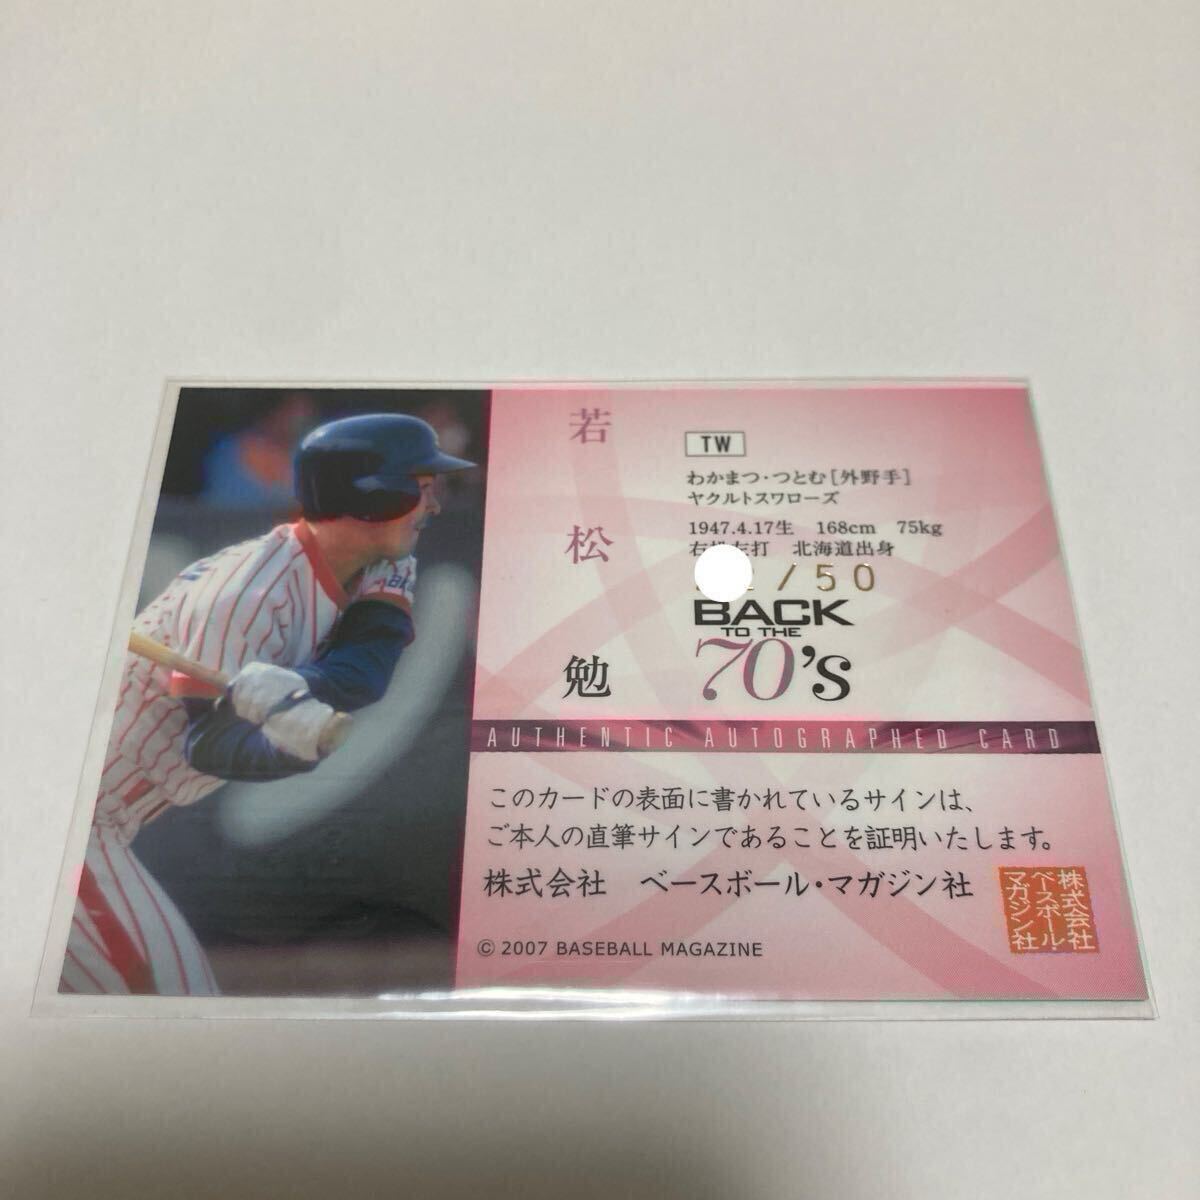 若松勉
TW
わかまつ・つとむ[外野手]
ヤクルトスワローズ
1947.4.17生 168cm 75kg
右投左打 北海道出身
/50
BACK
TO THE
70's
AUTHENTIC AUTOGRAPHED CARD
このカードの表面に書かれているサインは、
ご本人の直筆サインであることを証明いたします。
株式会社 ベースボール・マガジン社
株式会社
ベースボール・
マガジン社
© 2007 BASEBALL MAGAZINE